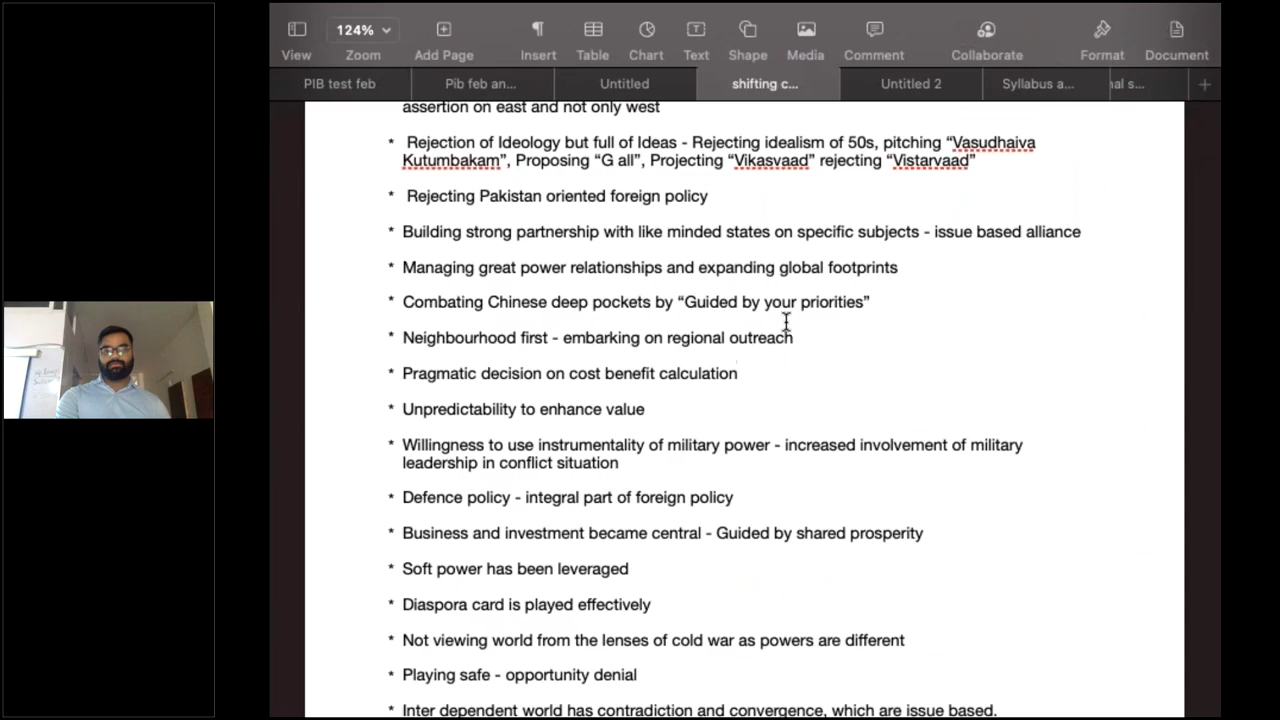 124%
View
Zoom
Add Page
Insert
Table
Chart
Text
Shape
Media
Comment
Collaborate
Format
Document
PIB test feb
Pib feb an...
Untitled
shifting c...
Untitled 2
Syllabus a...
al s...
assertion on east and not only west
* Rejection of Ideology but full of Ideas - Rejecting idealism of 50s, pitching “Vasudhaiva
Kutumbakam”, Proposing “G all”, Projecting “Vikasvaad” rejecting “Vistarvaad”
* Rejecting Pakistan oriented foreign policy
* Building strong partnership with like minded states on specific subjects - issue based alliance
* Managing great power relationships and expanding global footprints
* Combating Chinese deep pockets by “Guided by your priorities”
* Neighbourhood first - embarking on regional outreach
* Pragmatic decision on cost benefit calculation
* Unpredictability to enhance value
* Willingness to use instrumentality of military power - increased involvement of military
leadership in conflict situation
* Defence policy - integral part of foreign policy
* Business and investment became central - Guided by shared prosperity
* Soft power has been leveraged
* Diaspora card is played effectively
* Not viewing world from the lenses of cold war as powers are different
* Playing safe - opportunity denial
* Inter dependent world has contradiction and convergence, which are issue based.